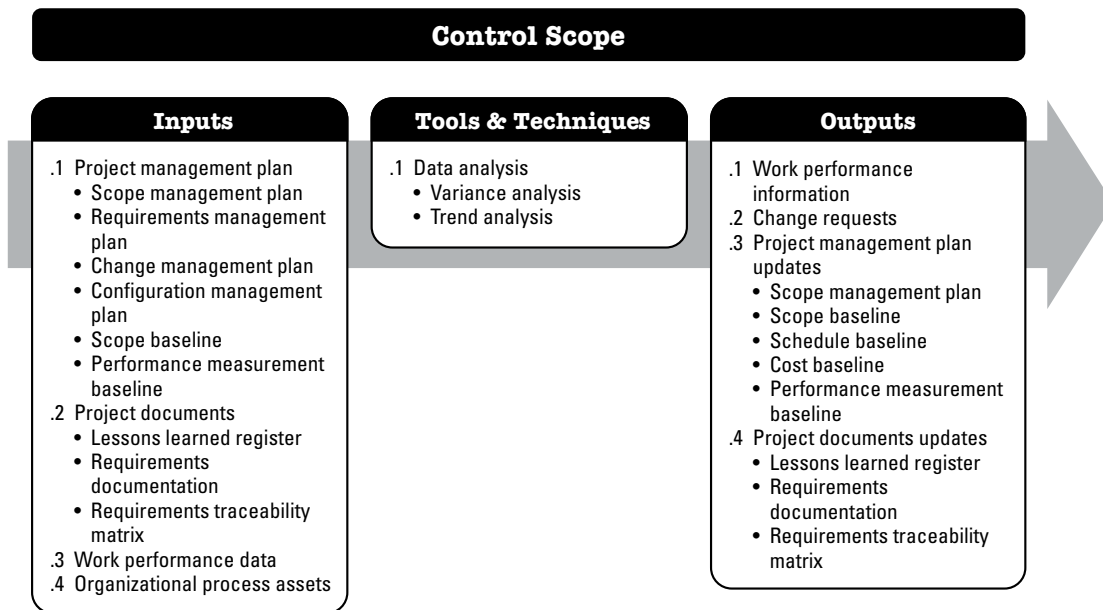 Control Scope
Inputs
.1 Project management plan
• Scope management plan
• Requirements management
plan
• Change management plan
• Configuration management
plan
• Scope baseline
• Performance measurement
baseline
.2 Project documents
• Lessons learned register
• Requirements
documentation
• Requirements traceability
matrix
.3 Work performance data
.4 Organizational process assets
Tools & Techniques
.1 Data analysis
• Variance analysis
• Trend analysis
Outputs
.1 Work performance
information
.2 Change requests
.3 Project management plan
updates
• Scope management plan
• Scope baseline
• Schedule baseline
• Cost baseline
• Performance measurement
baseline
.4 Project documents updates
• Lessons learned register
• Requirements
documentation
• Requirements traceability
matrix